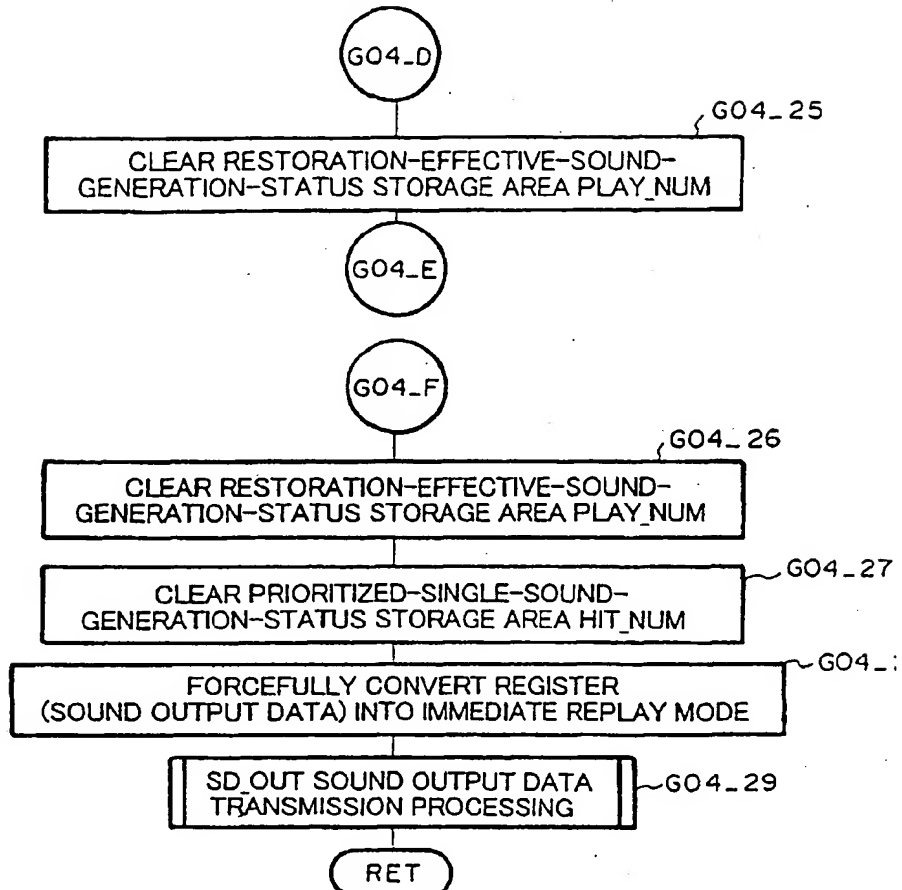 G04_D
G04_25
CLEAR RESTORATION-EFFECTIVE-SOUND-
GENERATION-STATUS STORAGE AREA PLAY_NUM
G04_E
G04_F
G04_26
CLEAR RESTORATION-EFFECTIVE-SOUND-
GENERATION-STATUS STORAGE AREA PLAY_NUM
G04_27
CLEAR PRIORITIZED-SINGLE-SOUND-
GENERATION-STATUS STORAGE AREA HIT_NUM
FORCEFULLY CONVERT REGISTER
(SOUND OUTPUT DATA) INTO IMMEDIATE REPLAY MODE
SD_OUT SOUND OUTPUT DATA
TRANSMISSION PROCESSING
G04_29
RET